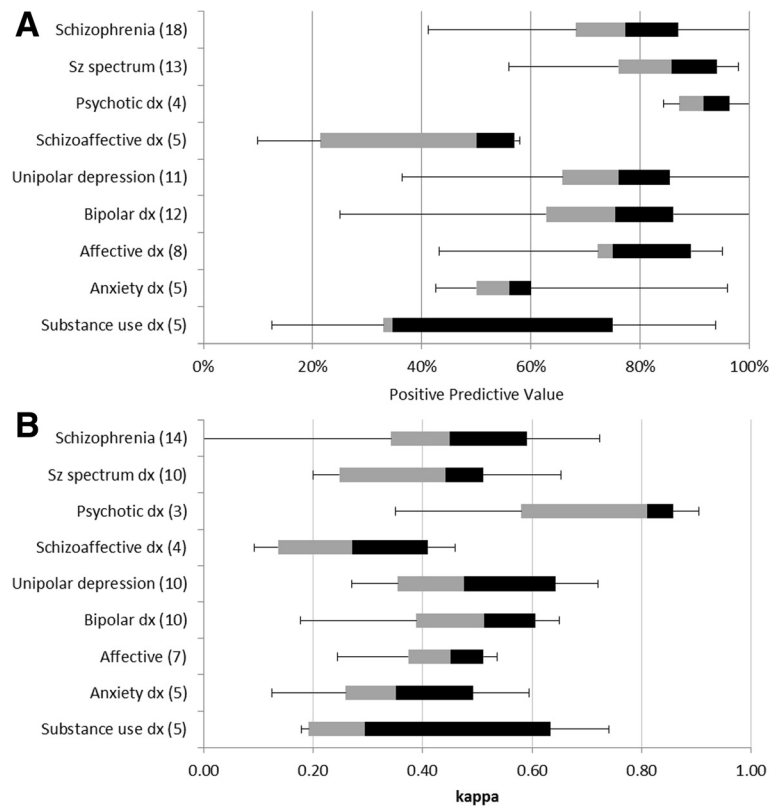 A
Schizophrenia (18)
Sz spectrum (13)
Psychotic dx (4)
Schizoaffective dx (5)
Unipolar depression (11)
Bipolar dx (12)
Affective dx (8)
Anxiety dx (5)
Substance use dx (5)
0% 20% 40% 60% 80% 100%
Positive Predictive Value
B
Schizophrenia (14)
Sz spectrum dx (10)
Psychotic dx (3)
Schizoaffective dx (4)
Unipolar depression (10)
Bipolar dx (10)
Affective (7)
Anxiety dx (5)
Substance use dx (5)
0.00 0.20 0.40 0.60 0.80 1.00
kappa